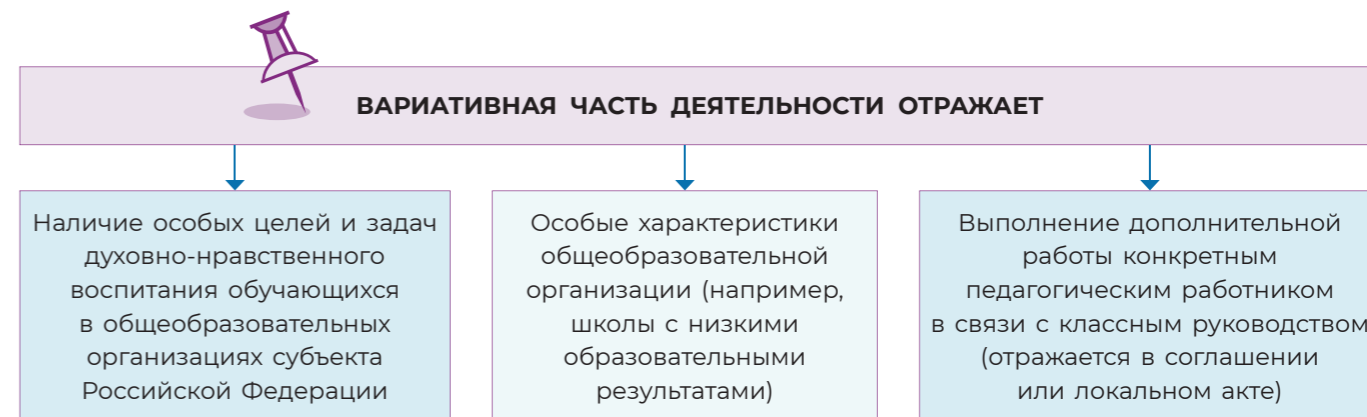 ВАРИАТИВНАЯ ЧАСТЬ ДЕЯТЕЛЬНОСТИ ОТРАЖАЕТ
Наличие особых целей и задач
духовно-нравственного
воспитания обучающихся
в общеобразовательных
организациях субъекта
Российской Федерации
Особые характеристики
общеобразовательной
организации (например,
школы с низкими
образовательными
результатами)
Выполнение дополнительной
работы конкретным
педагогическим работником
в связи с классным руководством
(отражается в соглашении
или локальном акте)